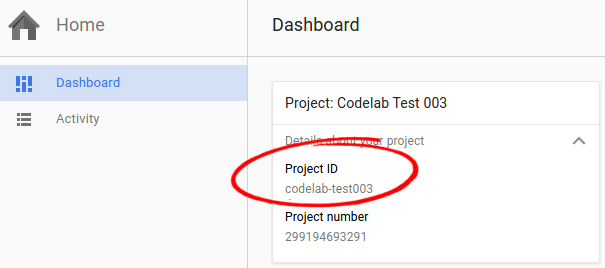 Home
Dashboard
Dashboard
Activity
Project: Codelab Test 003
Details about your project
Project ID
codelab-test003
Project number
299194693291